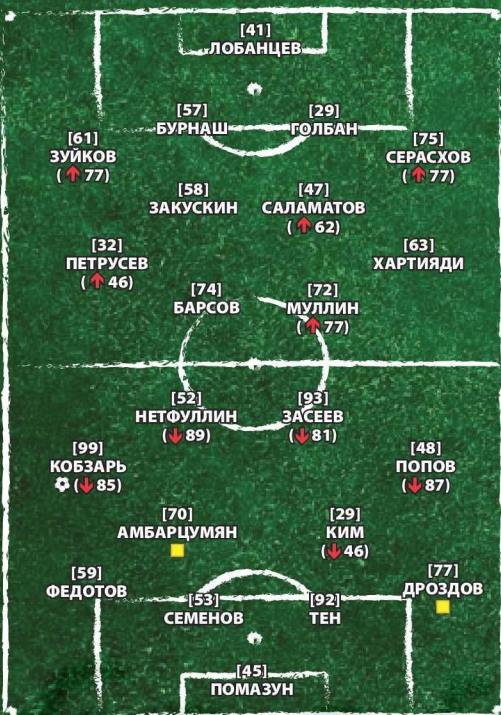 [41]
ЛОБАНЦЕВ
[57]
БУРНАШ
[29]
ГОЛБАН
[61]
ЗУЙКОВ
(↑ 77)
[75]
СЕРАСХОВ
(↑ 77)
[58]
ЗАКУСКИН
[47]
САЛАМАТОВ
(↑ 62)
[32]
ПЕТРУСЕВ
(↑ 46)
[63]
ХАРТИЯДИ
[74]
БАРСОВ
[72]
МУЛЛИН
(↑ 77)
[52]
НЕТФУЛЛИН
(↓ 89)
[93]
ЗАСЕЕВ
(↓ 81)
[99]
КОБЗАРЬ
(↓ 85)
[48]
ПОПОВ
(↓ 87)
[70]
АМБАРЦУМЯН
[29]
КИМ
(↓ 46)
[59]
ФЕДОТОВ
[77]
ДРОЗДОВ
[53]
СЕМЕНОВ
[92]
ТЕН
[45]
ПОМАЗУН